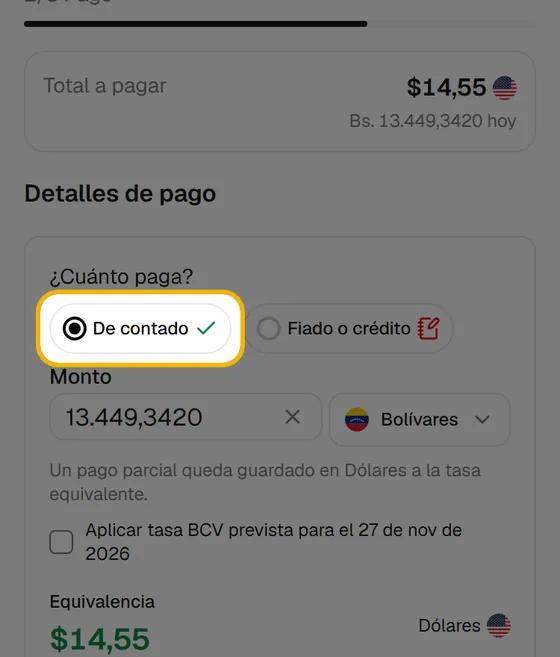 Total a pagar
$14,55
Bs. 13.449,3420 hoy
Detalles de pago
¿Cuánto paga?
De contado
Fiado o crédito
Monto
13.449,3420
Bolívares
Un pago parcial queda guardado en Dólares a la tasa
equivalente.
Aplicar tasa BCV prevista para el 27 de nov de
2026
Equivalencia
Dólares
$14,55